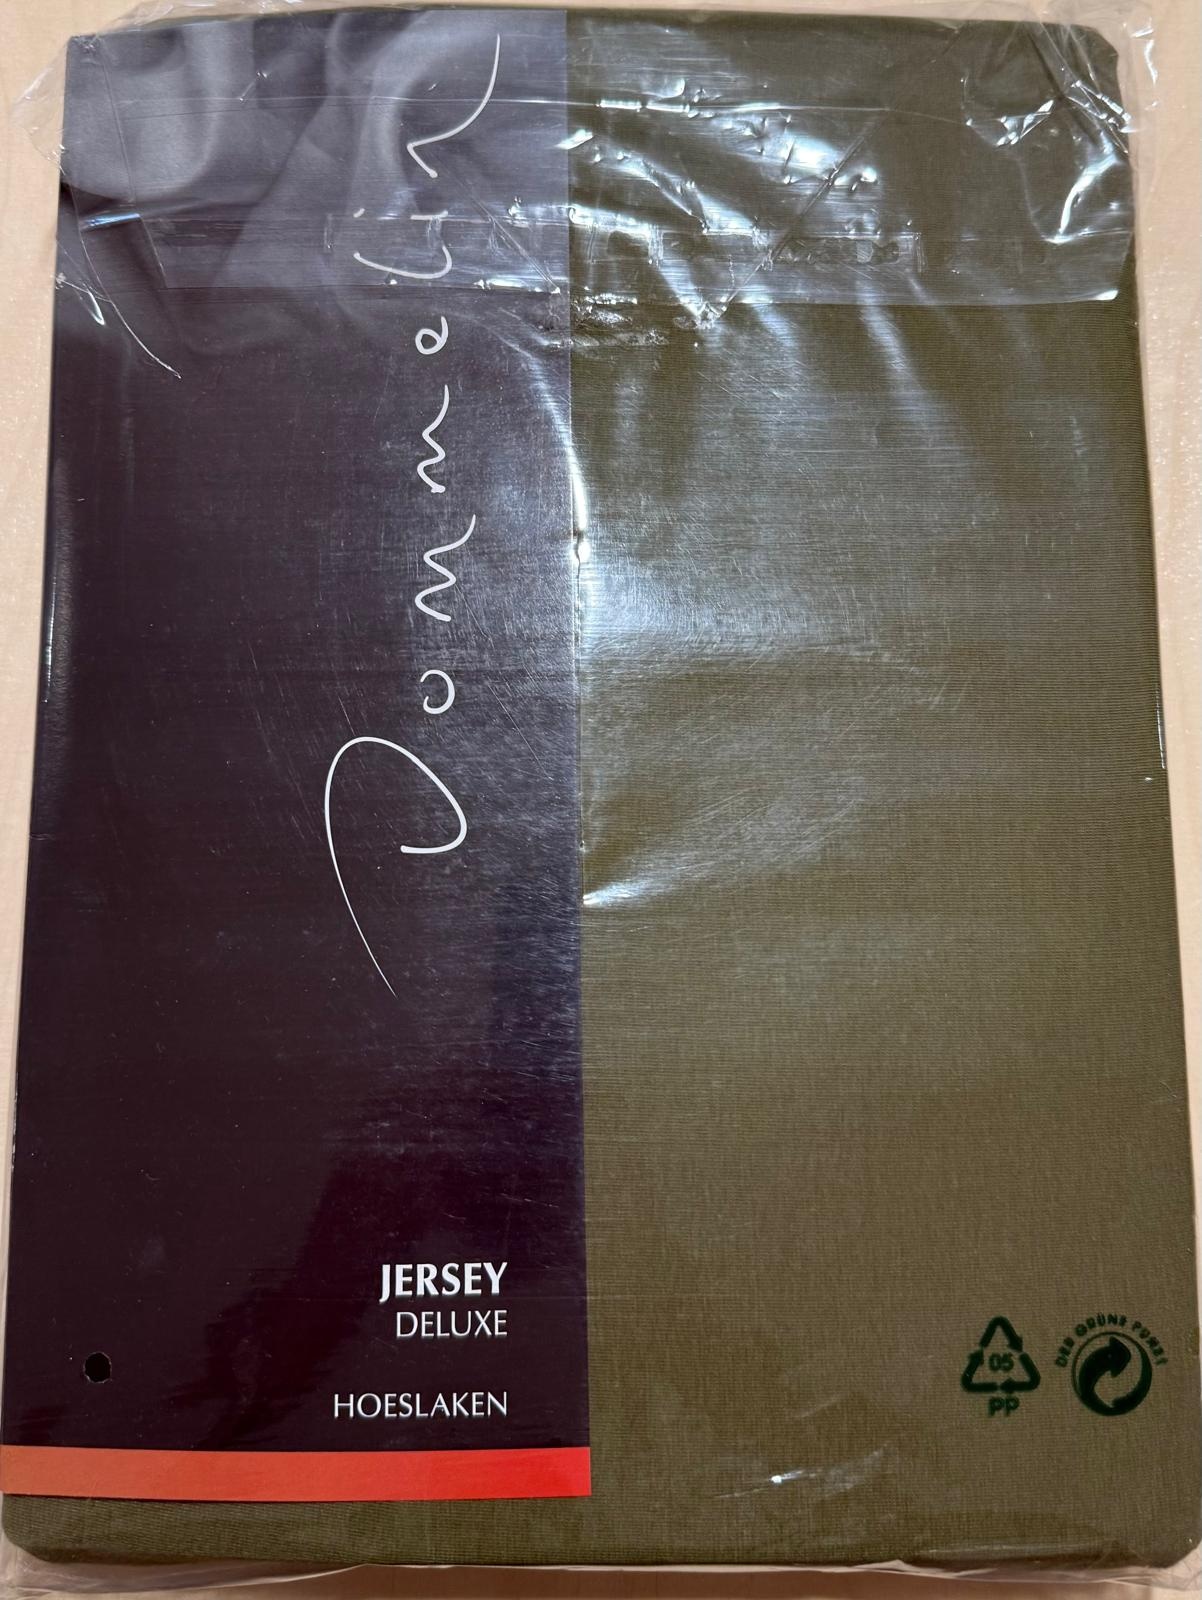 Dommelin
JERSEY
DELUXE
HOESLAKEN
05
PP
DER GRÜNE PUNKT